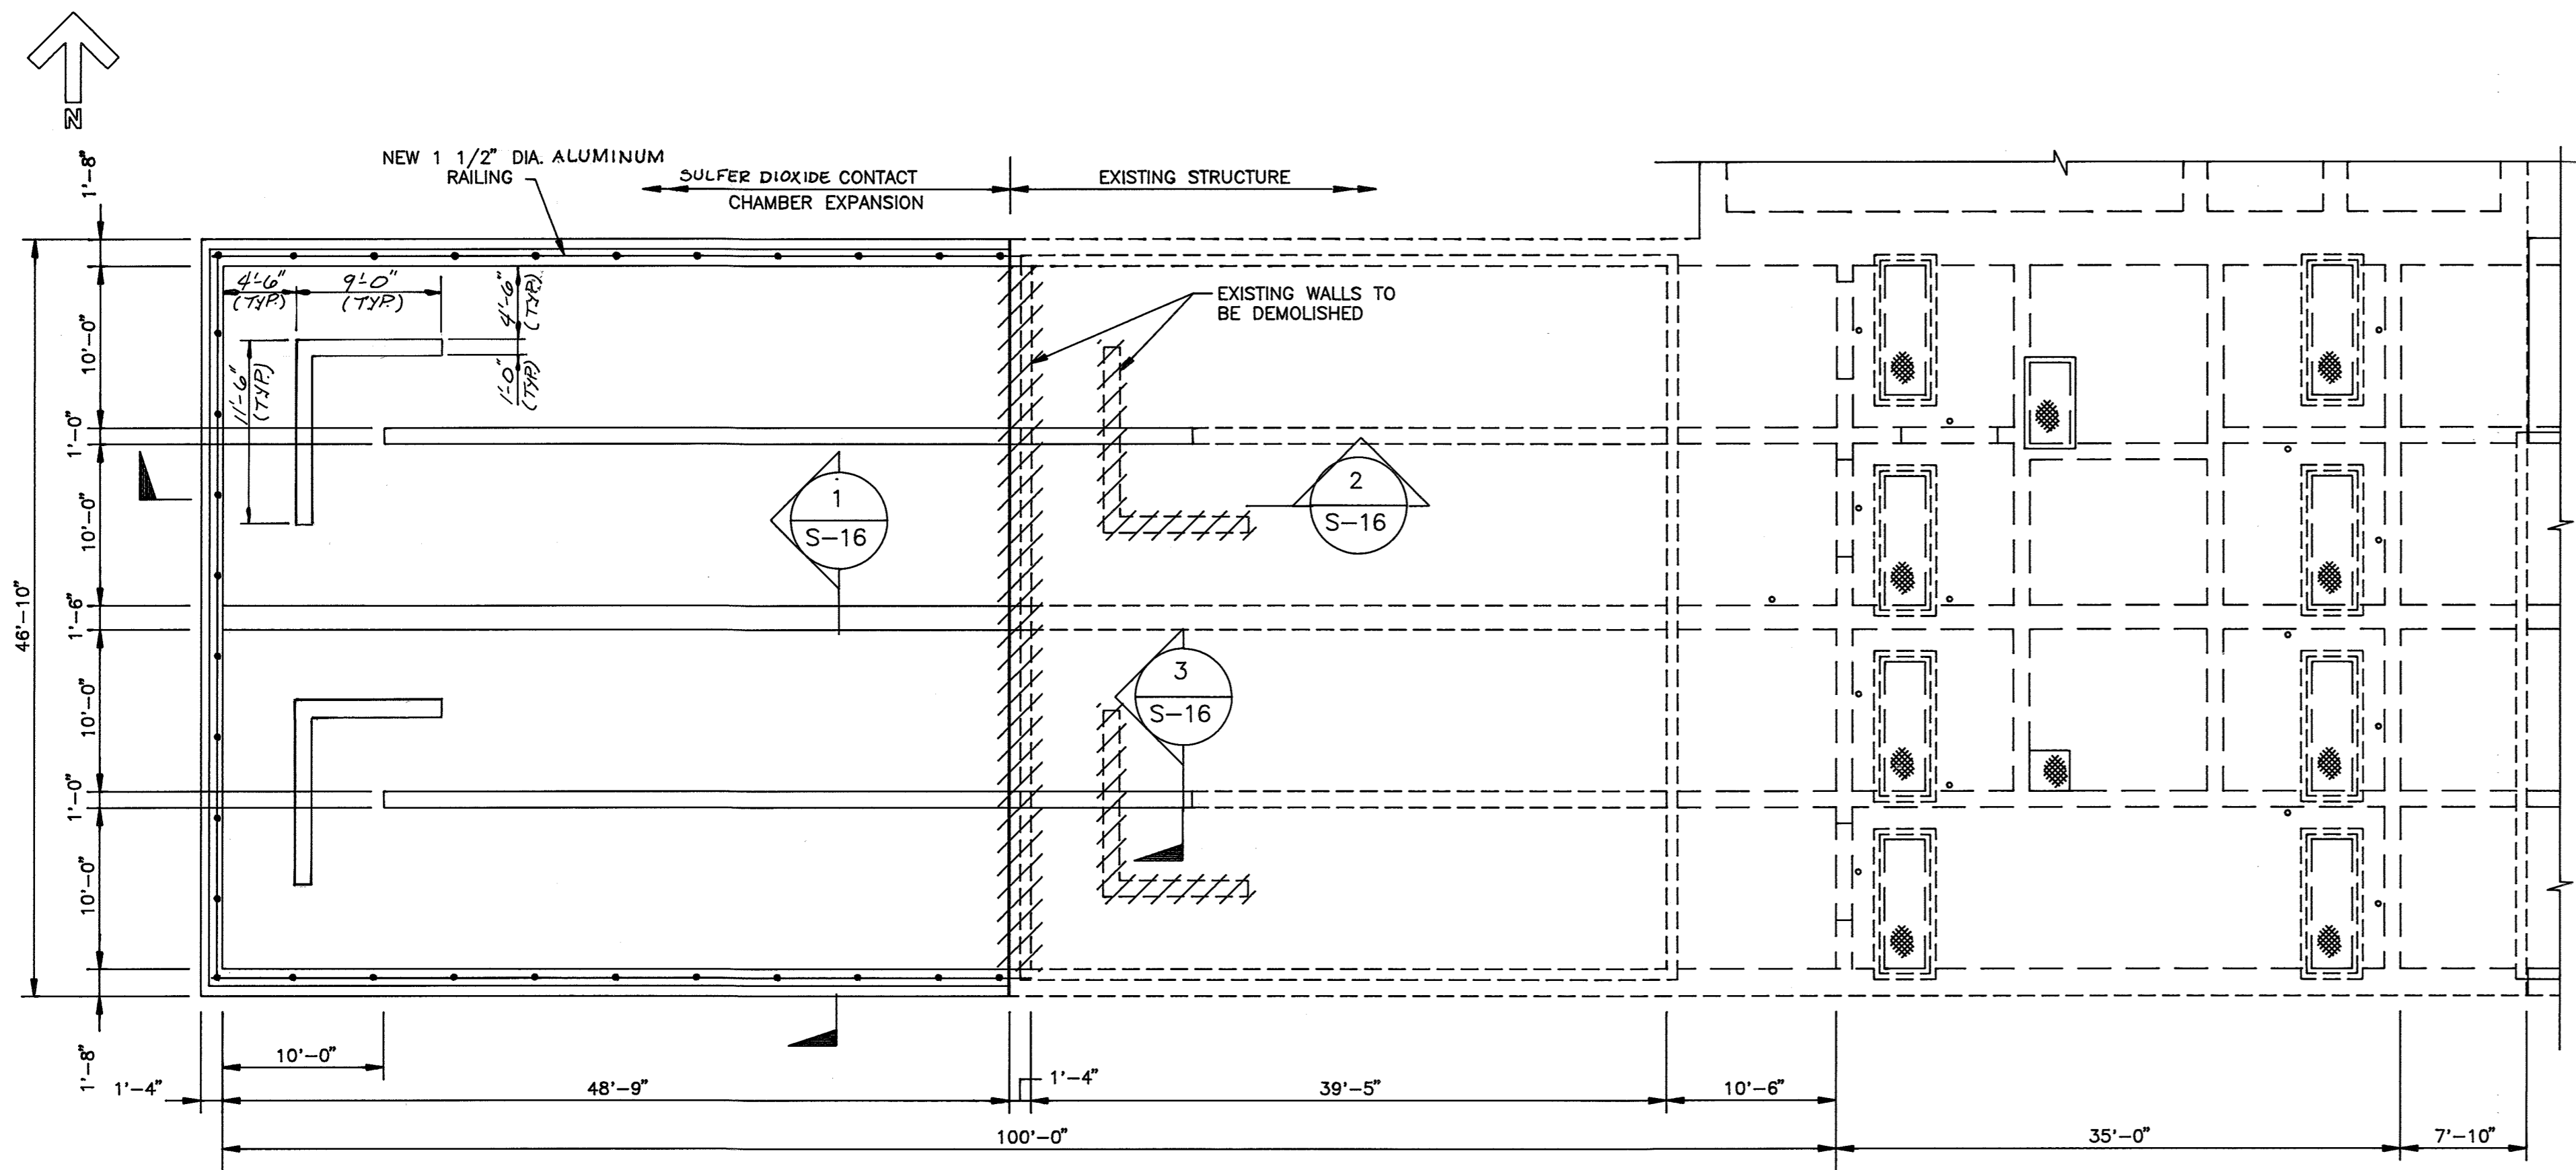 N
NEW 1 1/2" DIA. ALUMINUM
RAILING
SULFER DIOXIDE CONTACT
CHAMBER EXPANSION
EXISTING STRUCTURE
EXISTING WALLS TO
BE DEMOLISHED
1'-8"
10'-0"
1'-0"
10'-0"
1'-6"
10'-0"
1'-0"
10'-0"
1'-8"
46'-10"
4'-6"
(TYP.)
9'-0"
(TYP.)
4'-6"
(TYP.)
1'-0"
(TYP.)
11'-6"
(TYP.)
1
S-16
2
S-16
3
S-16
10'-0"
1'-4"
48'-9"
1'-4"
39'-5"
10'-6"
100'-0"
35'-0"
7'-10"